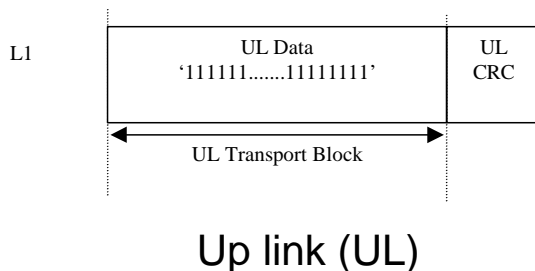 L1
UL Data
‘111111.......11111111’
UL
CRC
UL Transport Block
Up link (UL)